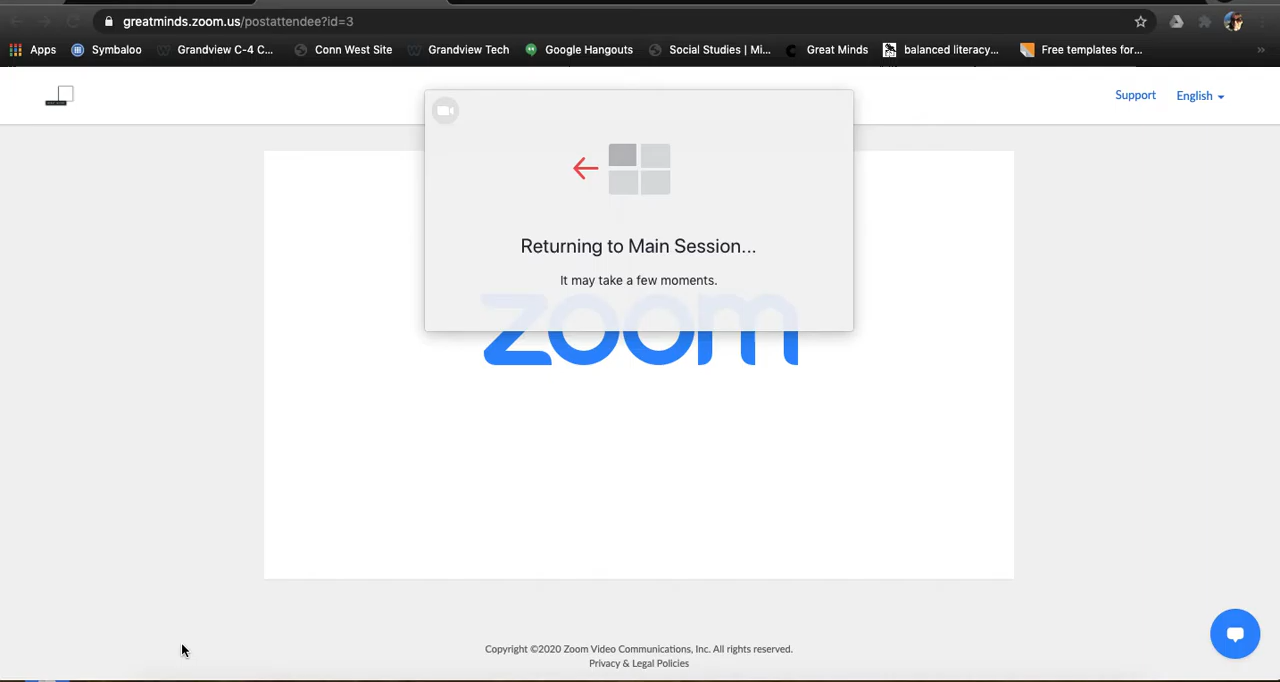 greatminds.zoom.us/postattendee?id=3
Apps Symbaloo Grandview C-4 C... Conn West Site Grandview Tech Google Hangouts Social Studies | Mi... Great Minds balanced literacy... Free templates for... »
Support English
Returning to Main Session...
It may take a few moments.
zoom
Copyright ©2020 Zoom Video Communications, Inc. All rights reserved.
Privacy & Legal Policies